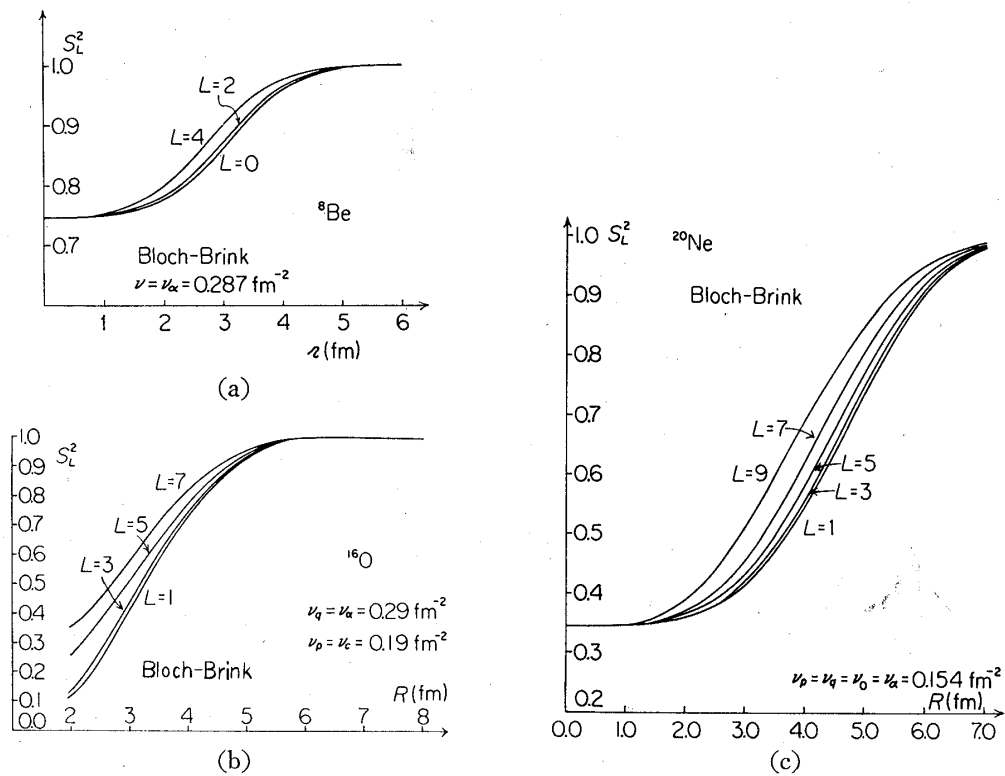 S_L^2
1.0
0.9
0.8
0.7
L=2
L=4
L=0
⁸Be
Bloch-Brink
ν=ν_α=0.287 fm⁻²
1 2 3 4 5 6
r(fm)
(a)
S_L^2
1.0
0.9
0.8
0.7
0.6
0.5
0.4
0.3
0.2
0.1
0.0
L=7
L=5
L=3
L=1
¹⁶O
ν_q=ν_α=0.29 fm⁻²
ν_p=ν_c=0.19 fm⁻²
Bloch-Brink
R(fm)
2 3 4 5 6 7 8
(b)
1.0 S_L^2 ²⁰Ne
0.9
0.8
0.7
0.6
0.5
0.4
0.3
0.2
Bloch-Brink
L=7
L=9
L=5
L=3
L=1
ν_p=ν_q=ν_0=ν_α=0.154 fm⁻²
R(fm)
0.0 1.0 2.0 3.0 4.0 5.0 6.0 7.0
(c)